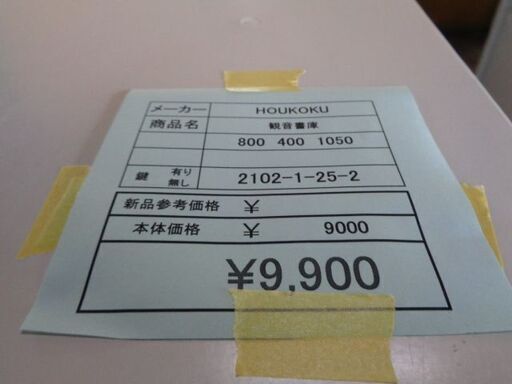 メーカー HOUKOKU
商品名 観音書庫
800 400 1050
鍵 有り 無し 2102-1-25-2
新品参考価格 ¥
本体価格 ¥ 9000
¥9,900